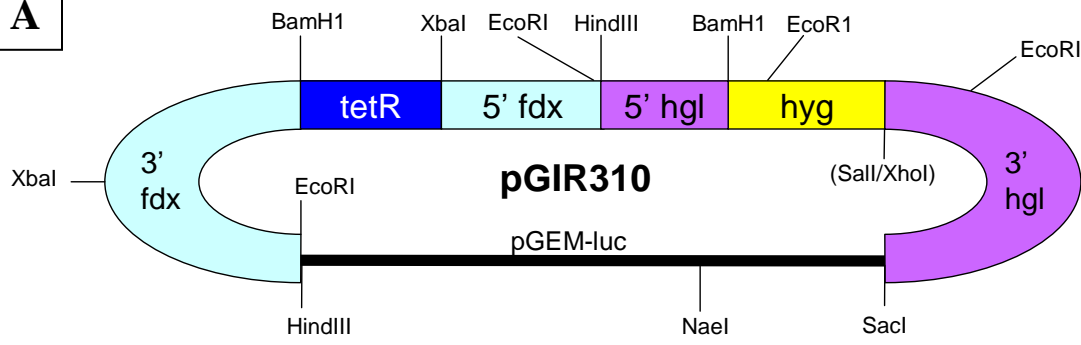 A
BamH1
XbaI
EcoRI
HindIII
BamH1
EcoR1
EcoRI
tetR
5’ fdx
5’ hgl
hyg
XbaI
3’
fdx
EcoRI
pGIR310
(SalI/XhoI)
3’
hgl
pGEM-luc
HindIII
NaeI
SacI